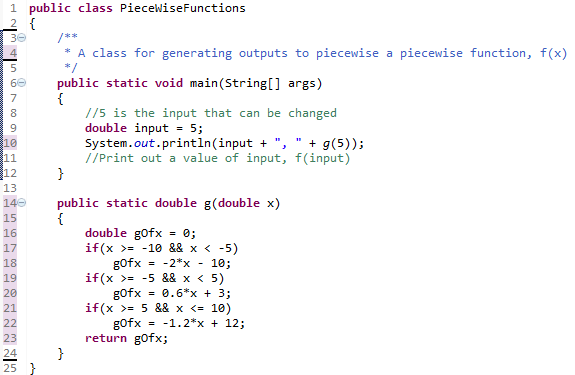 1 public class PieceWiseFunctions
2 {
3 /**
4 * A class for generating outputs to piecewise a piecewise function, f(x)
5 */
6 public static void main(String[] args)
7 {
8 //5 is the input that can be changed
9 double input = 5;
10 System.out.println(input + ", " + g(5));
11 //Print out a value of input, f(input)
12 }
13
14 public static double g(double x)
15 {
16 double gOfx = 0;
17 if(x >= -10 && x < -5)
18 gOfx = -2*x - 10;
19 if(x >= -5 && x < 5)
20 gOfx = 0.6*x + 3;
21 if(x >= 5 && x <= 10)
22 gOfx = -1.2*x + 12;
23 return gOfx;
24 }
25 }